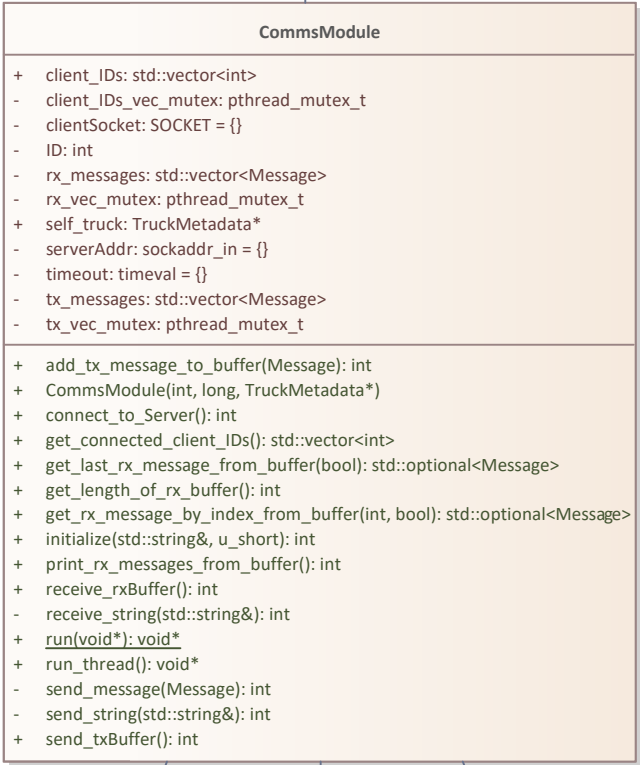 CommsModule
+ client_IDs: std::vector<int>
- client_IDs_vec_mutex: pthread_mutex_t
- clientSocket: SOCKET = {}
- ID: int
- rx_messages: std::vector<Message>
- rx_vec_mutex: pthread_mutex_t
+ self_truck: TruckMetadata*
- serverAddr: sockaddr_in = {}
- timeout: timeval = {}
- tx_messages: std::vector<Message>
- tx_vec_mutex: pthread_mutex_t
+ add_tx_message_to_buffer(Message): int
+ CommsModule(int, long, TruckMetadata*)
+ connect_to_Server(): int
+ get_connected_client_IDs(): std::vector<int>
+ get_last_rx_message_from_buffer(bool): std::optional<Message>
+ get_length_of_rx_buffer(): int
+ get_rx_message_by_index_from_buffer(int, bool): std::optional<Message>
+ initialize(std::string&, u_short): int
+ print_rx_messages_from_buffer(): int
+ receive_rxBuffer(): int
- receive_string(std::string&): int
+ run(void*): void*
+ run_thread(): void*
- send_message(Message): int
- send_string(std::string&): int
+ send_txBuffer(): int